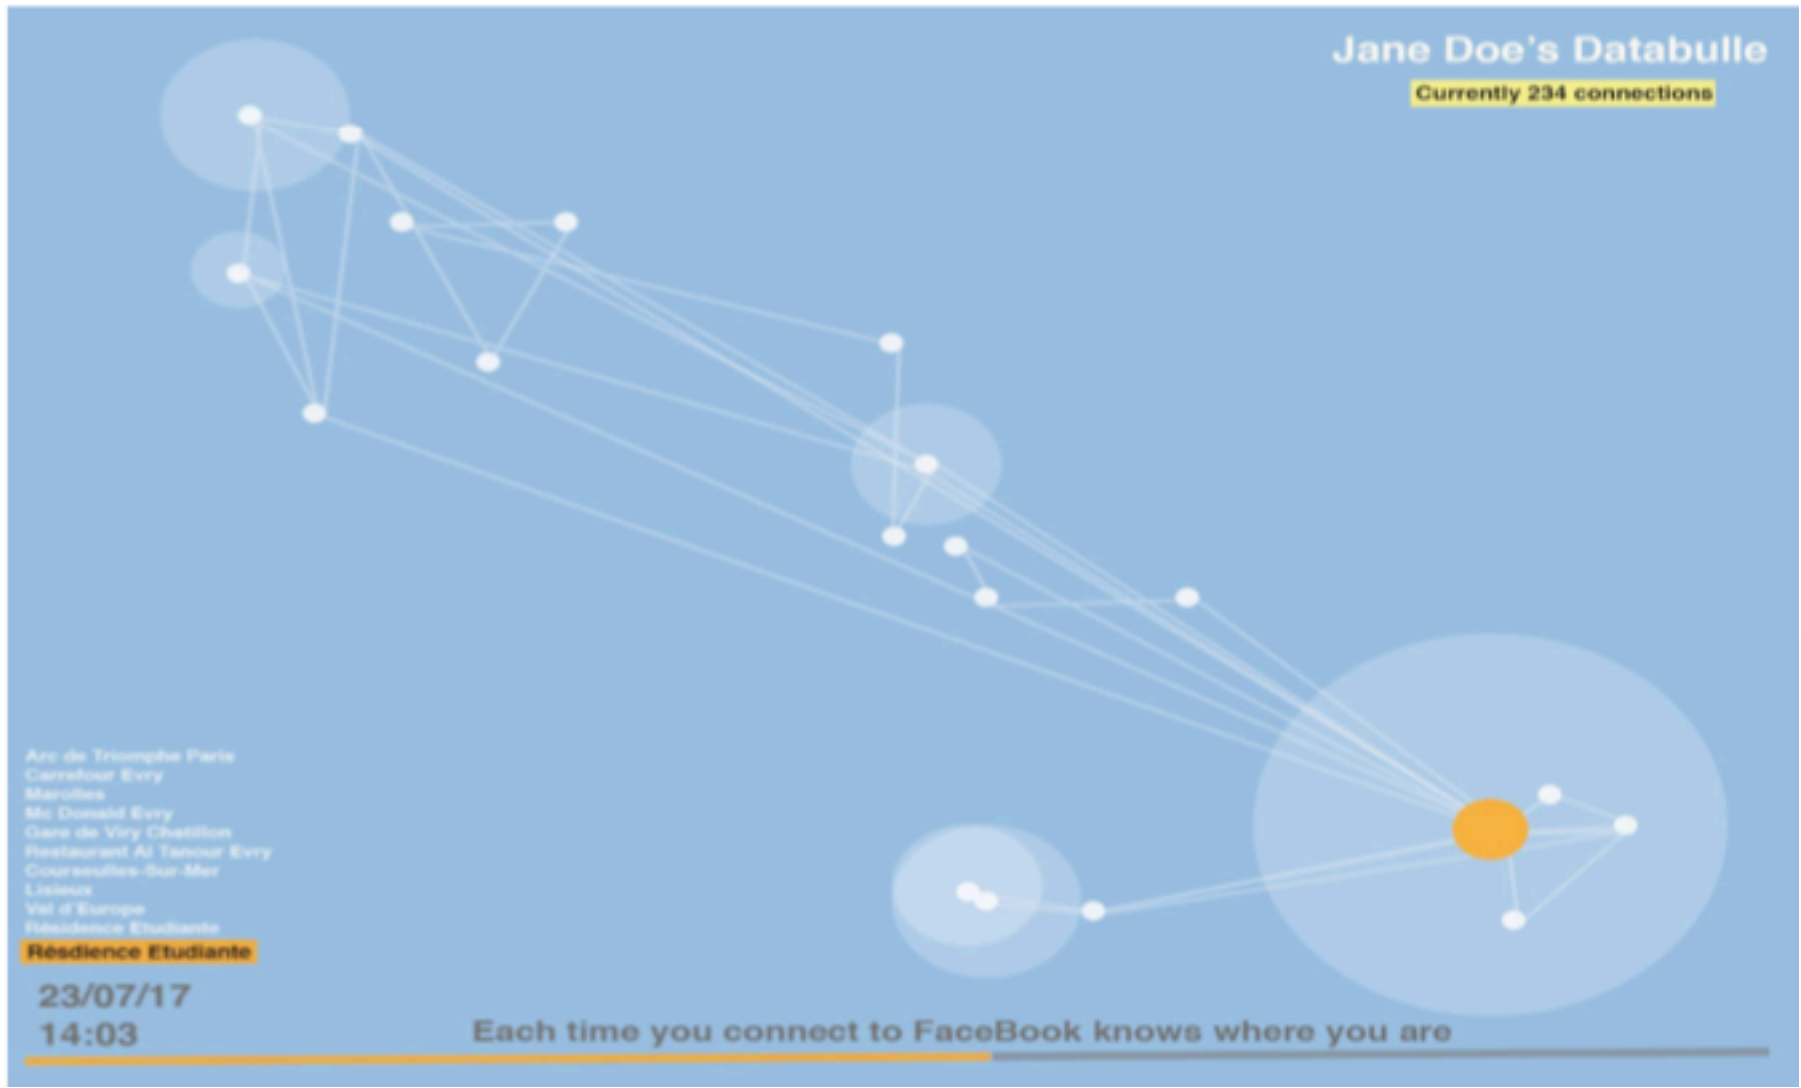 Jane Doe's Databulle
Currently 234 connections
Arc de Triomphe Paris
Carrefour Evry
Marolles
Mc Donald Evry
Gare de Viry Chatillon
Restaurant Al Tanour Evry
Courseulles-Sur-Mer
Lisieux
Val d'Europe
Résidence Etudiante
Résdience Etudiante
23/07/17
14:03
Each time you connect to FaceBook knows where you are